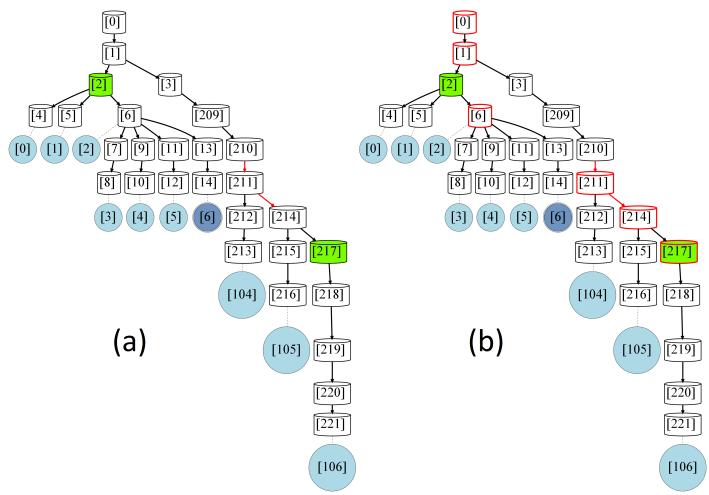 [0] [0]
[1] [1]
[2] [3] [2] [3]
[4] [5] [6] [209] [4] [5] [6] [209]
[0] [1] [2] [7] [9] [11] [13] [210] [0] [1] [2] [7] [9] [11] [13] [210]
[8] [10] [12] [14] [211] [8] [10] [12] [14] [211]
[3] [4] [5] [6] [212] [214] [3] [4] [5] [6] [212] [214]
[213] [215] [217] [213] [215] [217]
[104] [216] [218] [104] [216] [218]
(a) [105] [219] (b) [105] [219]
[220] [220]
[221] [221]
[106] [106]